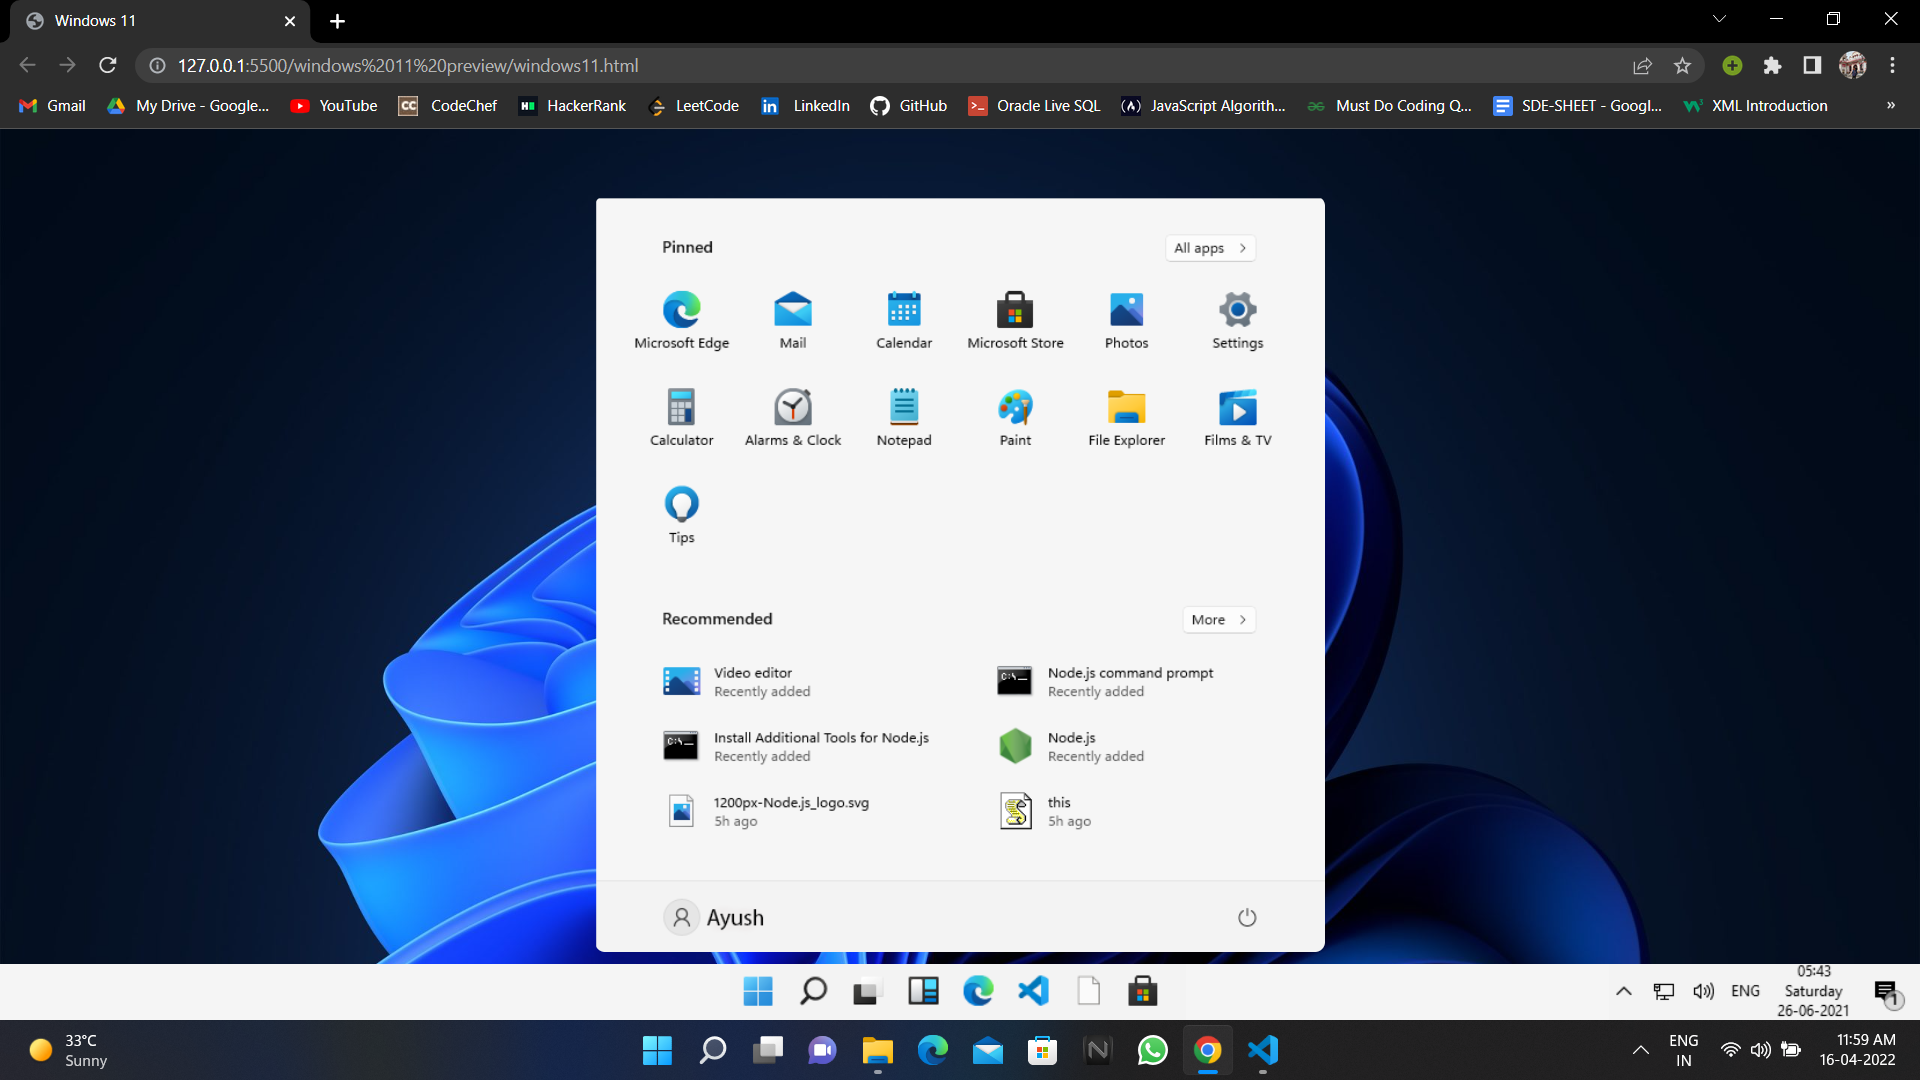 Windows 11
127.0.0.1:5500/windows%2011%20preview/windows11.html
Gmail My Drive - Google... YouTube CC CodeChef HackerRank LeetCode in LinkedIn GitHub Oracle Live SQL JavaScript Algorith... Must Do Coding Q... SDE-SHEET - Googl... XML Introduction »
Pinned All apps
Microsoft Edge Mail Calendar Microsoft Store Photos Settings
Calculator Alarms & Clock Notepad Paint File Explorer Films & TV
Tips
Recommended More
Video editor Node.js command prompt
Recently added Recently added
Install Additional Tools for Node.js Node.js
Recently added Recently added
1200px-Node.js_logo.svg this
5h ago 5h ago
Ayush
05:43
ENG Saturday 1
26-06-2021
33°C
Sunny
N
ENG
IN
11:59 AM
16-04-2022